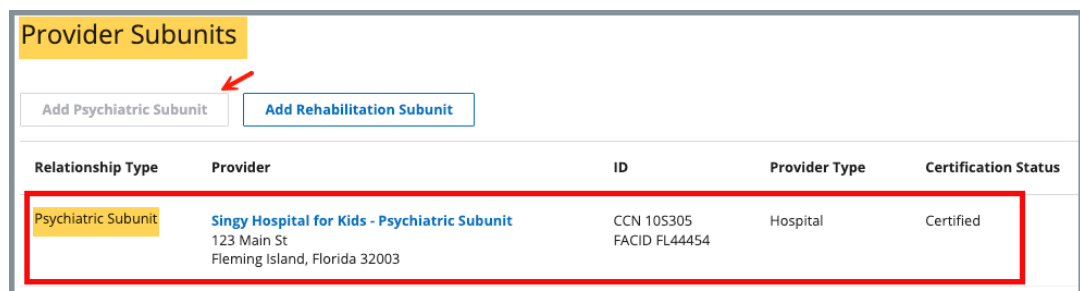 Provider Subunits
Add Psychiatric Subunit Add Rehabilitation Subunit
Relationship Type Provider ID Provider Type Certification Status
Psychiatric Subunit Singy Hospital for Kids - Psychiatric Subunit CCN 10S305 Hospital Certified
123 Main St FACID FL44454
Fleming Island, Florida 32003